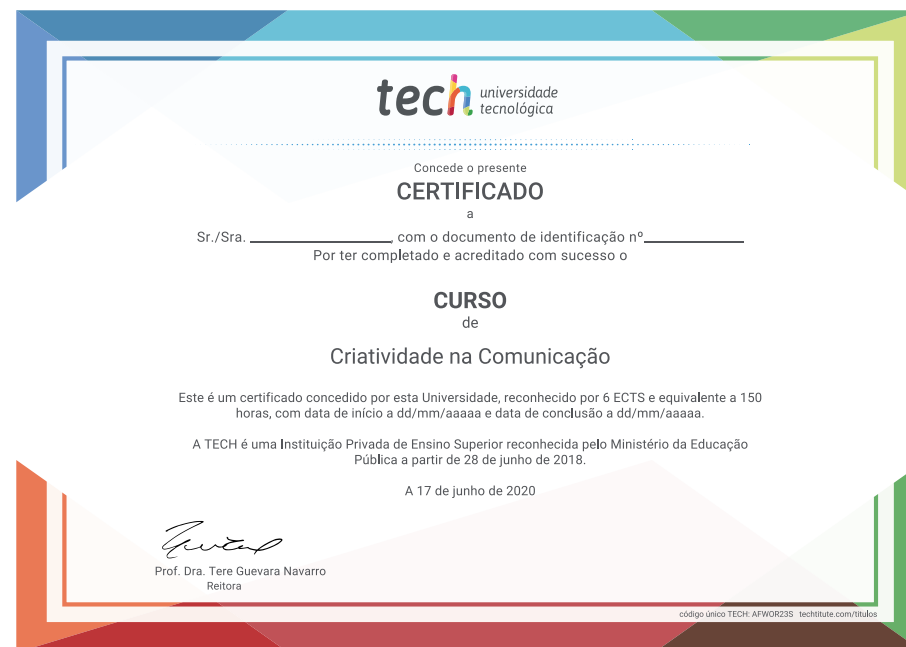 tech universidade
tecnológica
Concede o presente
CERTIFICADO
a
Sr./Sra. , com o documento de identificação nº
Por ter completado e acreditado com sucesso o
CURSO
de
Criatividade na Comunicação
Este é um certificado concedido por esta Universidade, reconhecido por 6 ECTS e equivalente a 150
horas, com data de início a dd/mm/aaaaa e data de conclusão a dd/mm/aaaaa.
A TECH é uma Instituição Privada de Ensino Superior reconhecida pelo Ministério da Educação
Pública a partir de 28 de junho de 2018.
A 17 de junho de 2020
Prof. Dra. Tere Guevara Navarro
Reitora
código único TECH: AFWOR23S techtitute.com/titulos